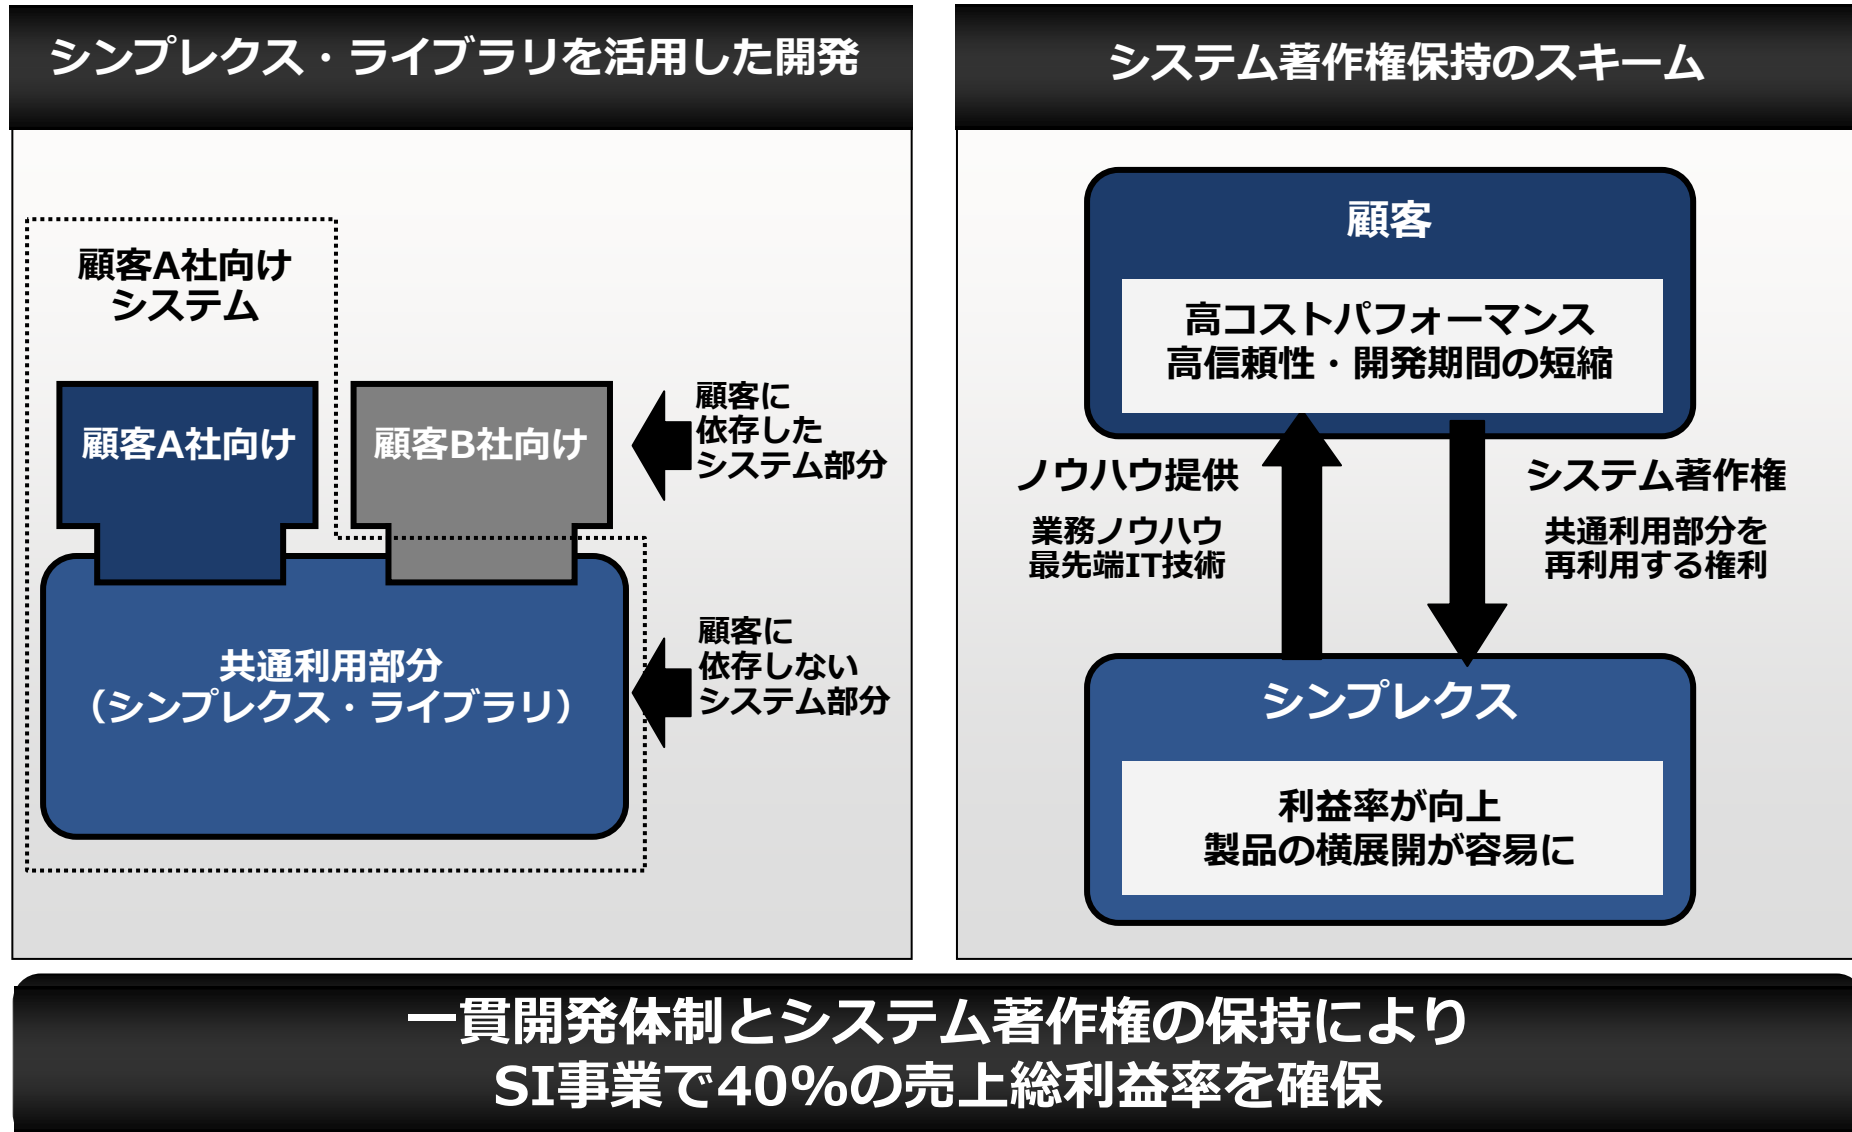 シンプレクス・ライブラリを活用した開発
顧客A社向け
システム
顧客A社向け
顧客B社向け
顧客に
依存した
システム部分
共通利用部分
（シンプレクス・ライブラリ）
顧客に
依存しない
システム部分
システム著作権保持のスキーム
顧客
高コストパフォーマンス
高信頼性・開発期間の短縮
ノウハウ提供
業務ノウハウ
最先端IT技術
システム著作権
共通利用部分を
再利用する権利
シンプレクス
利益率が向上
製品の横展開が容易に
一貫開発体制とシステム著作権の保持により
SI事業で40%の売上総利益率を確保